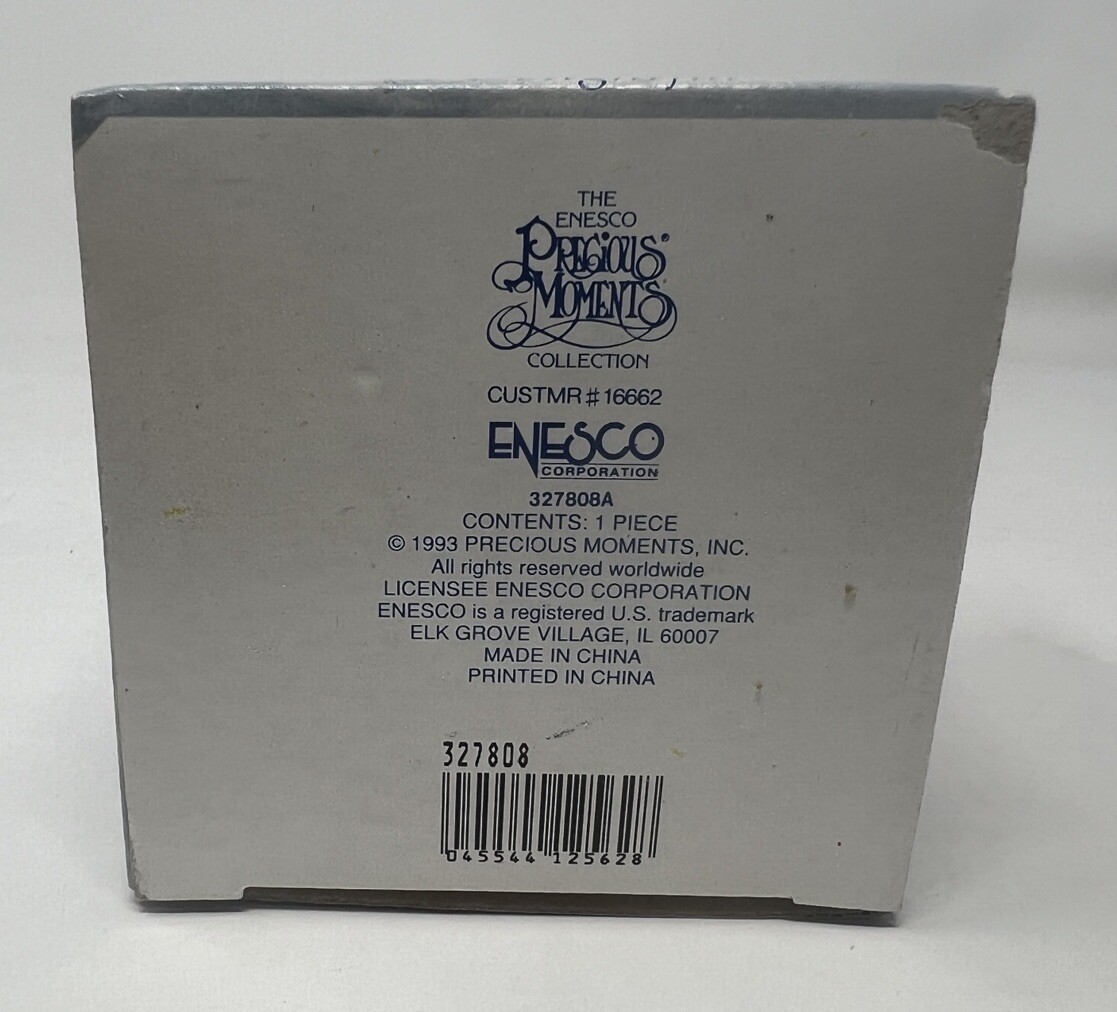 THE
ENESCO
PRECIOUS®
MOMENTS
COLLECTION
CUSTMR # 16662
ENESCO
CORPORATION
327808A
CONTENTS: 1 PIECE
© 1993 PRECIOUS MOMENTS, INC.
All rights reserved worldwide
LICENSEE ENESCO CORPORATION
ENESCO is a registered U.S. trademark
ELK GROVE VILLAGE, IL 60007
MADE IN CHINA
PRINTED IN CHINA
327808
045544 125628